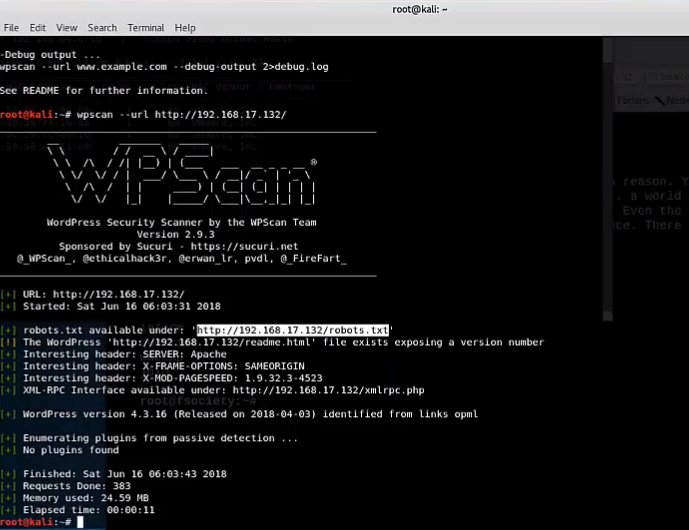 root@kali: ~
File Edit View Search Terminal Help
-Debug output ...
wpscan --url www.example.com --debug-output 2>debug.log
See README for further information.
root@kali:~# wpscan --url http://192.168.17.132/
WPScan ®
WordPress Security Scanner by the WPScan Team
Version 2.9.3
Sponsored by Sucuri - https://sucuri.net
@_WPScan_, @ethicalhack3r, @erwan_lr, pvdl, @_FireFart_
[+] URL: http://192.168.17.132/
[+] Started: Sat Jun 16 06:03:31 2018
[+] robots.txt available under: 'http://192.168.17.132/robots.txt'
[!] The WordPress 'http://192.168.17.132/readme.html' file exists exposing a version number
[+] Interesting header: SERVER: Apache
[+] Interesting header: X-FRAME-OPTIONS: SAMEORIGIN
[+] Interesting header: X-MOD-PAGESPEED: 1.9.32.3-4523
[+] XML-RPC Interface available under: http://192.168.17.132/xmlrpc.php
root@fsociety:~#
[+] WordPress version 4.3.16 (Released on 2018-04-03) identified from links opml
[+] Enumerating plugins from passive detection ...
[+] No plugins found
[+] Finished: Sat Jun 16 06:03:43 2018
[+] Requests Done: 383
[+] Memory used: 24.59 MB
[+] Elapsed time: 00:00:11
root@kali:~#
Forums
reason. Y
a world
Even the
There